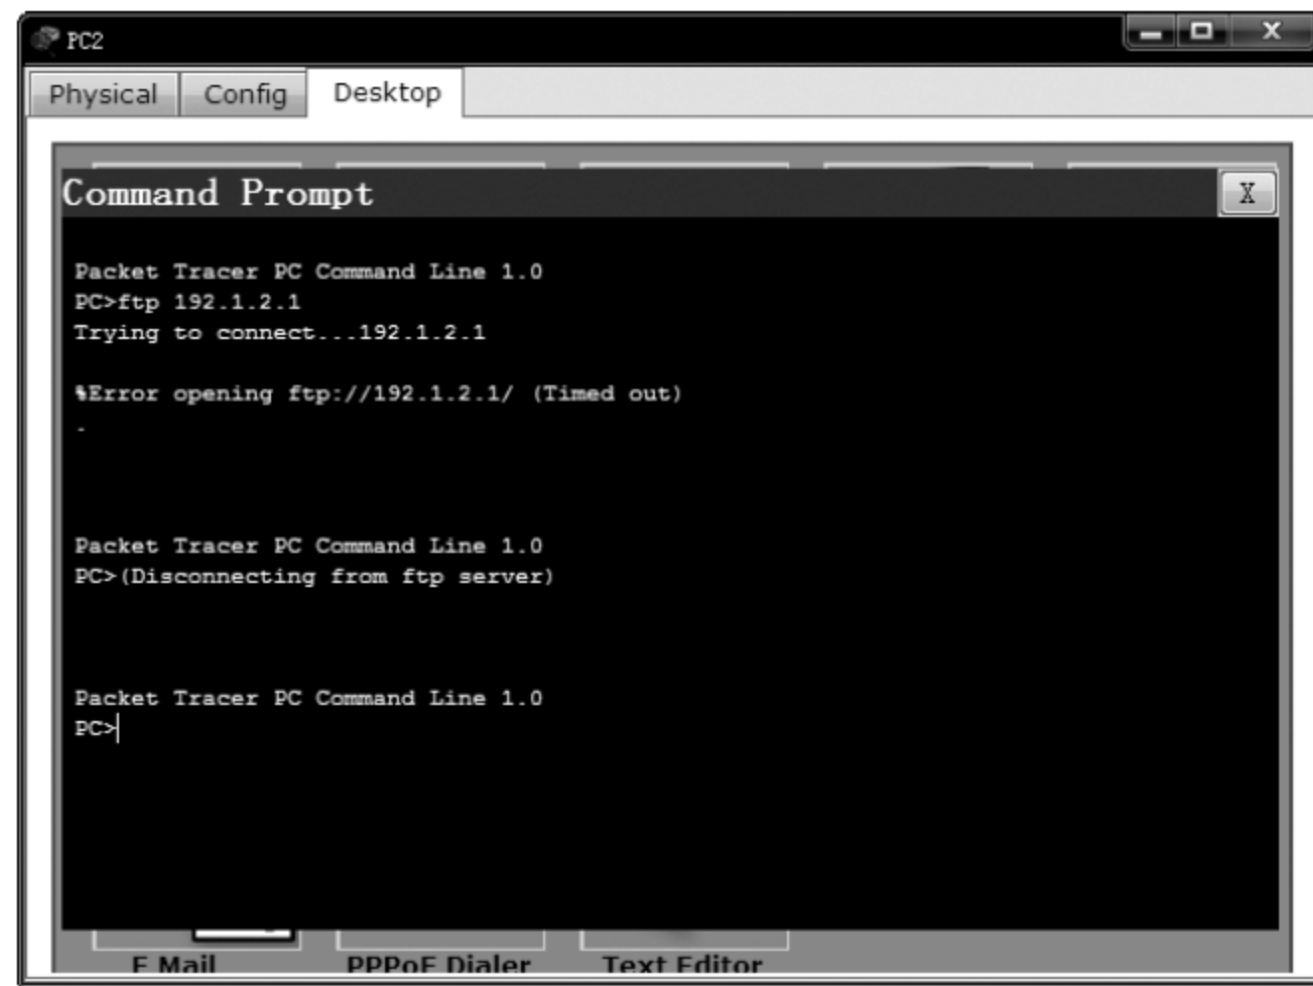 PC2
Physical Config Desktop
Command Prompt X
Packet Tracer PC Command Line 1.0
PC>ftp 192.1.2.1
Trying to connect...192.1.2.1
%Error opening ftp://192.1.2.1/ (Timed out)
.
Packet Tracer PC Command Line 1.0
PC>(Disconnecting from ftp server)
Packet Tracer PC Command Line 1.0
PC>
E Mail PPPoE Dialer Text Editor